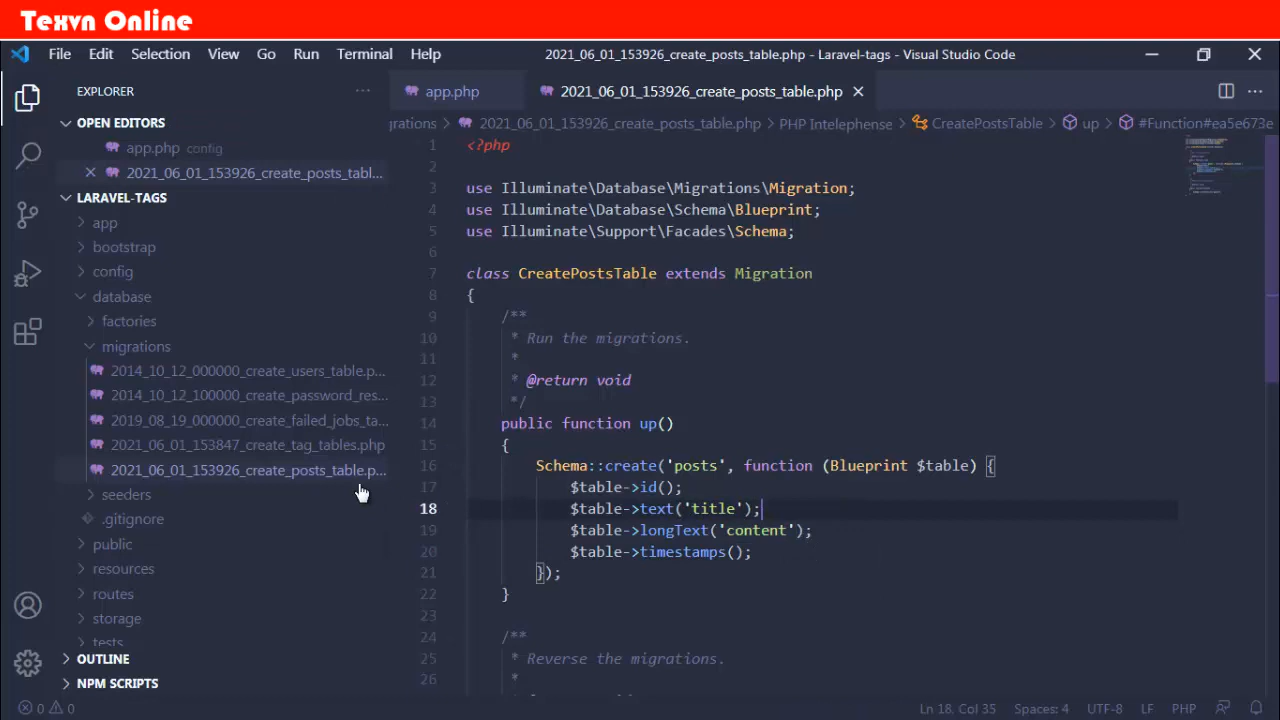 Texvn Online
File Edit Selection View Go Run Terminal Help 2021_06_01_153926_create_posts_table.php - Laravel-tags - Visual Studio Code
EXPLORER
app.php
2021_06_01_153926_create_posts_table.php
OPEN EDITORS
app.php config
2021_06_01_153926_create_posts_tabl...
LARAVEL-TAGS
app
bootstrap
config
database
factories
migrations
2014_10_12_000000_create_users_table.p...
2014_10_12_100000_create_password_res...
2019_08_19_000000_create_failed_jobs_ta...
2021_06_01_153847_create_tag_tables.php
2021_06_01_153926_create_posts_table.p...
seeders
.gitignore
public
resources
routes
storage
tests
OUTLINE
NPM SCRIPTS
grations 2021_06_01_153926_create_posts_table.php PHP Intelephense CreatePostsTable up #Function#ea5e673e
1 <?php
2
3 use Illuminate\Database\Migrations\Migration;
4 use Illuminate\Database\Schema\Blueprint;
5 use Illuminate\Support\Facades\Schema;
6
7 class CreatePostsTable extends Migration
8 {
9 /**
10 * Run the migrations.
11 *
12 * @return void
13 */
14 public function up()
15 {
16 Schema::create('posts', function (Blueprint $table) {
17 $table->id();
18 $table->text('title');
19 $table->longText('content');
20 $table->timestamps();
21 });
22 }
23
24 /**
25 * Reverse the migrations.
26 *
0 0 Ln 18, Col 35 Spaces: 4 UTF-8 LF PHP